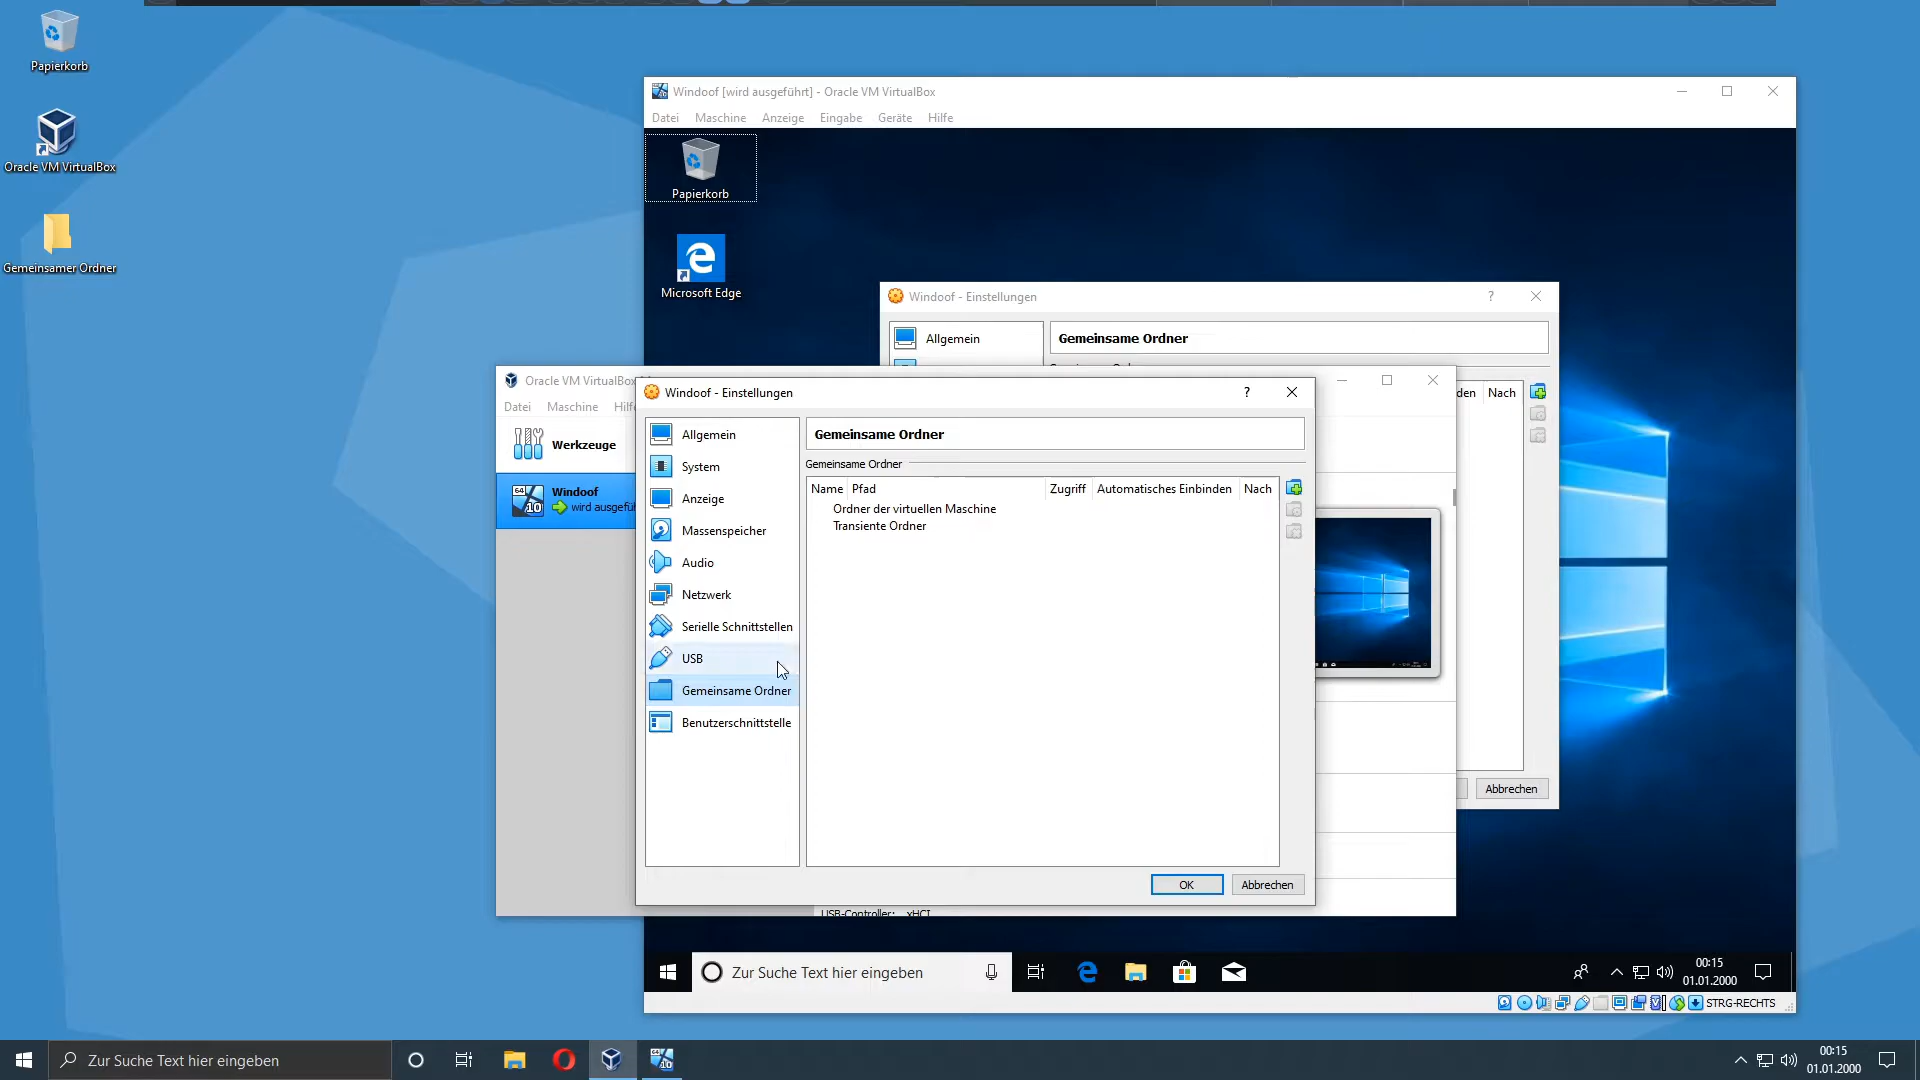 Papierkorb
Oracle VM VirtualBox
Gemeinsamer Ordner
Windoof [wird ausgeführt] - Oracle VM VirtualBox
Datei Maschine Anzeige Eingabe Geräte Hilfe
Papierkorb
Microsoft Edge
Windoof - Einstellungen
?
Allgemein
Gemeinsame Ordner
Nach
Abbrechen
Oracle VM VirtualBox
Datei Maschine Hilfe
Werkzeuge
64
10
Windoof
wird ausgeführt
USB-Controller: xHCI
Windoof - Einstellungen
?
Allgemein
System
Anzeige
Massenspeicher
Audio
Netzwerk
Serielle Schnittstellen
USB
Gemeinsame Ordner
Benutzerschnittstelle
Gemeinsame Ordner
Gemeinsame Ordner
Name Pfad Zugriff Automatisches Einbinden Nach
Ordner der virtuellen Maschine
Transiente Ordner
OK Abbrechen
Zur Suche Text hier eingeben
00:15
01.01.2000
STRG-RECHTS
Zur Suche Text hier eingeben
00:15
01.01.2000